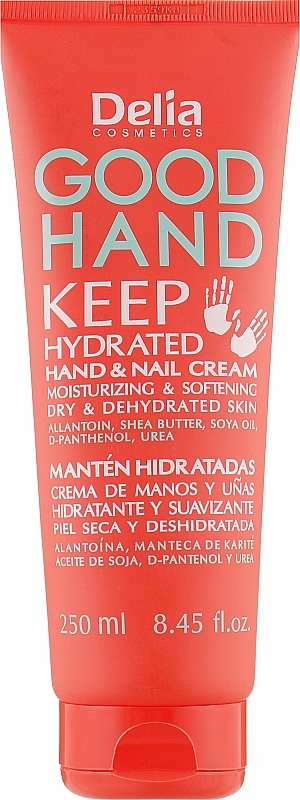 Delia
COSMETICS
GOOD
HAND
KEEP
HYDRATED
HAND & NAIL CREAM
MOISTURIZING & SOFTENING
DRY & DEHYDRATED SKIN
ALLANTOIN, SHEA BUTTER, SOYA OIL,
D-PANTHENOL, UREA
MANTÉN HIDRATADAS
CREMA DE MANOS Y UÑAS
HIDRATANTE Y SUAVIZANTE
PIEL SECA Y DESHIDRATADA
ALANTOÍNA, MANTECA DE KARITÉ
ACEITE DE SOJA, D-PANTENOL Y UREA
250 ml 8.45 fl.oz.